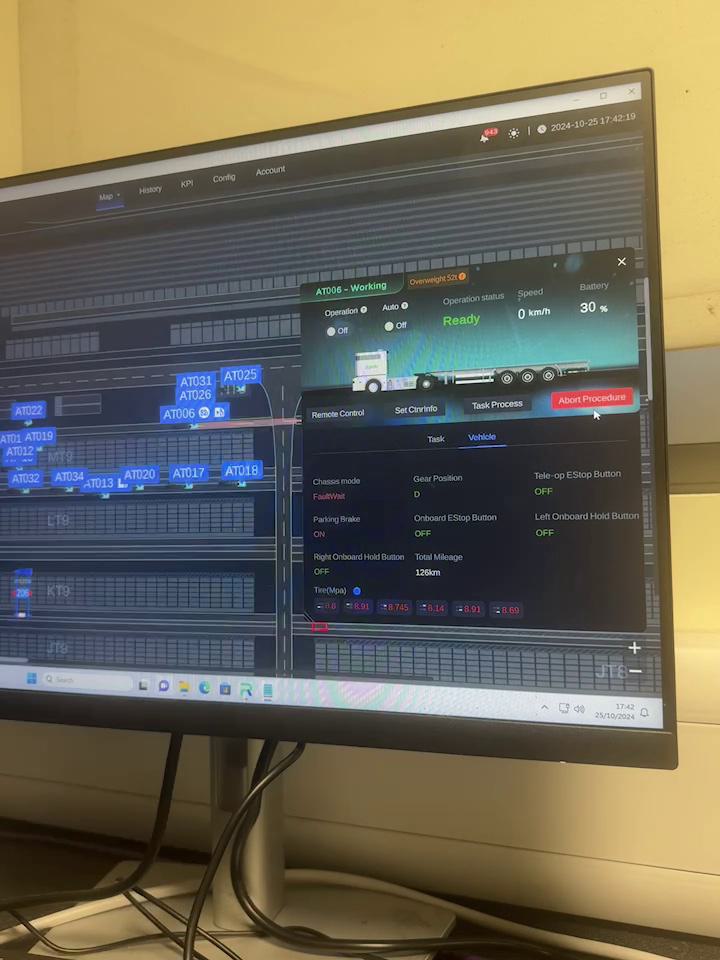 943
2024-10-25 17:42:19
Map History KPI Config Account
AT006 - Working
Overweight 52t
Operation Auto Operation status Speed Battery
Off Off Ready 0 km/h 30 %
Remote Control Set CtnrInfo Task Process Abort Procedure
Task Vehicle
Chassis mode Gear Position Tele-op EStop Button
FaultWait D OFF
Parking Brake Onboard EStop Button Left Onboard Hold Button
ON OFF OFF
Right Onboard Hold Button Total Mileage
OFF 126km
Tire(Mpa)
8.8 8.91 8.745 8.14 8.91 8.69
AT031 AT025
AT026
AT022 AT006
AT01 AT019
AT012 MT9
AT032 AT034 AT013 AT020 AT017 AT018
LT9
KT9
206
JT9
JT8
+
−
Search
17:42
25/10/2024